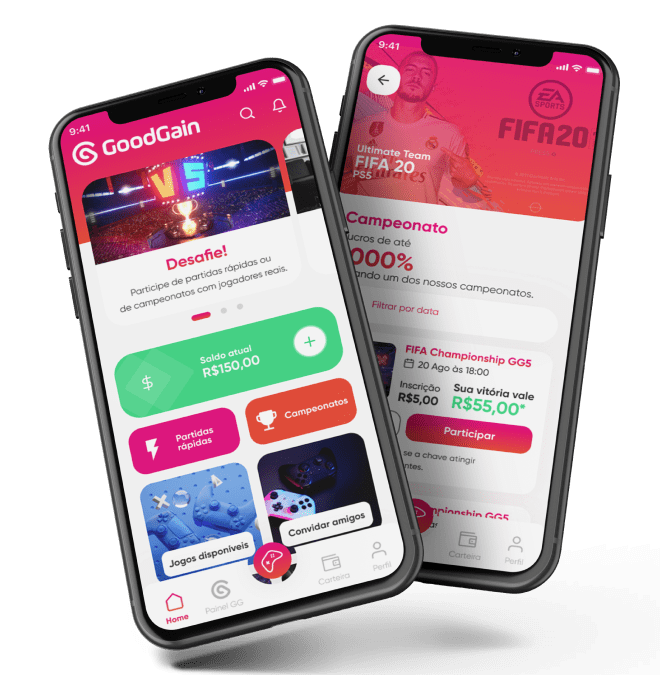 9:41
GoodGain
VS
Desafie!
Participe de partidas rápidas ou
de campeonatos com jogadores reais.
Saldo atual
R$150,00
Partidas
rápidas
Campeonatos
Jogos disponíveis
Convidar amigos
Home
Painel GG
Carteira
Perfil
9:41
EA
SPORTS
FIFA20
Ultimate Team
FIFA 20
PS5
Campeonato
ucros de até
000%
ando um dos nossos campeonatos.
Filtrar por data
FIFA Championship GG5
20 Ago às 18:00
Inscrição
R$5,00
Sua vitória vale
R$55,00*
Participar
se a chave atingir
ntes.
mpionship GG5
Carteira
Perfil